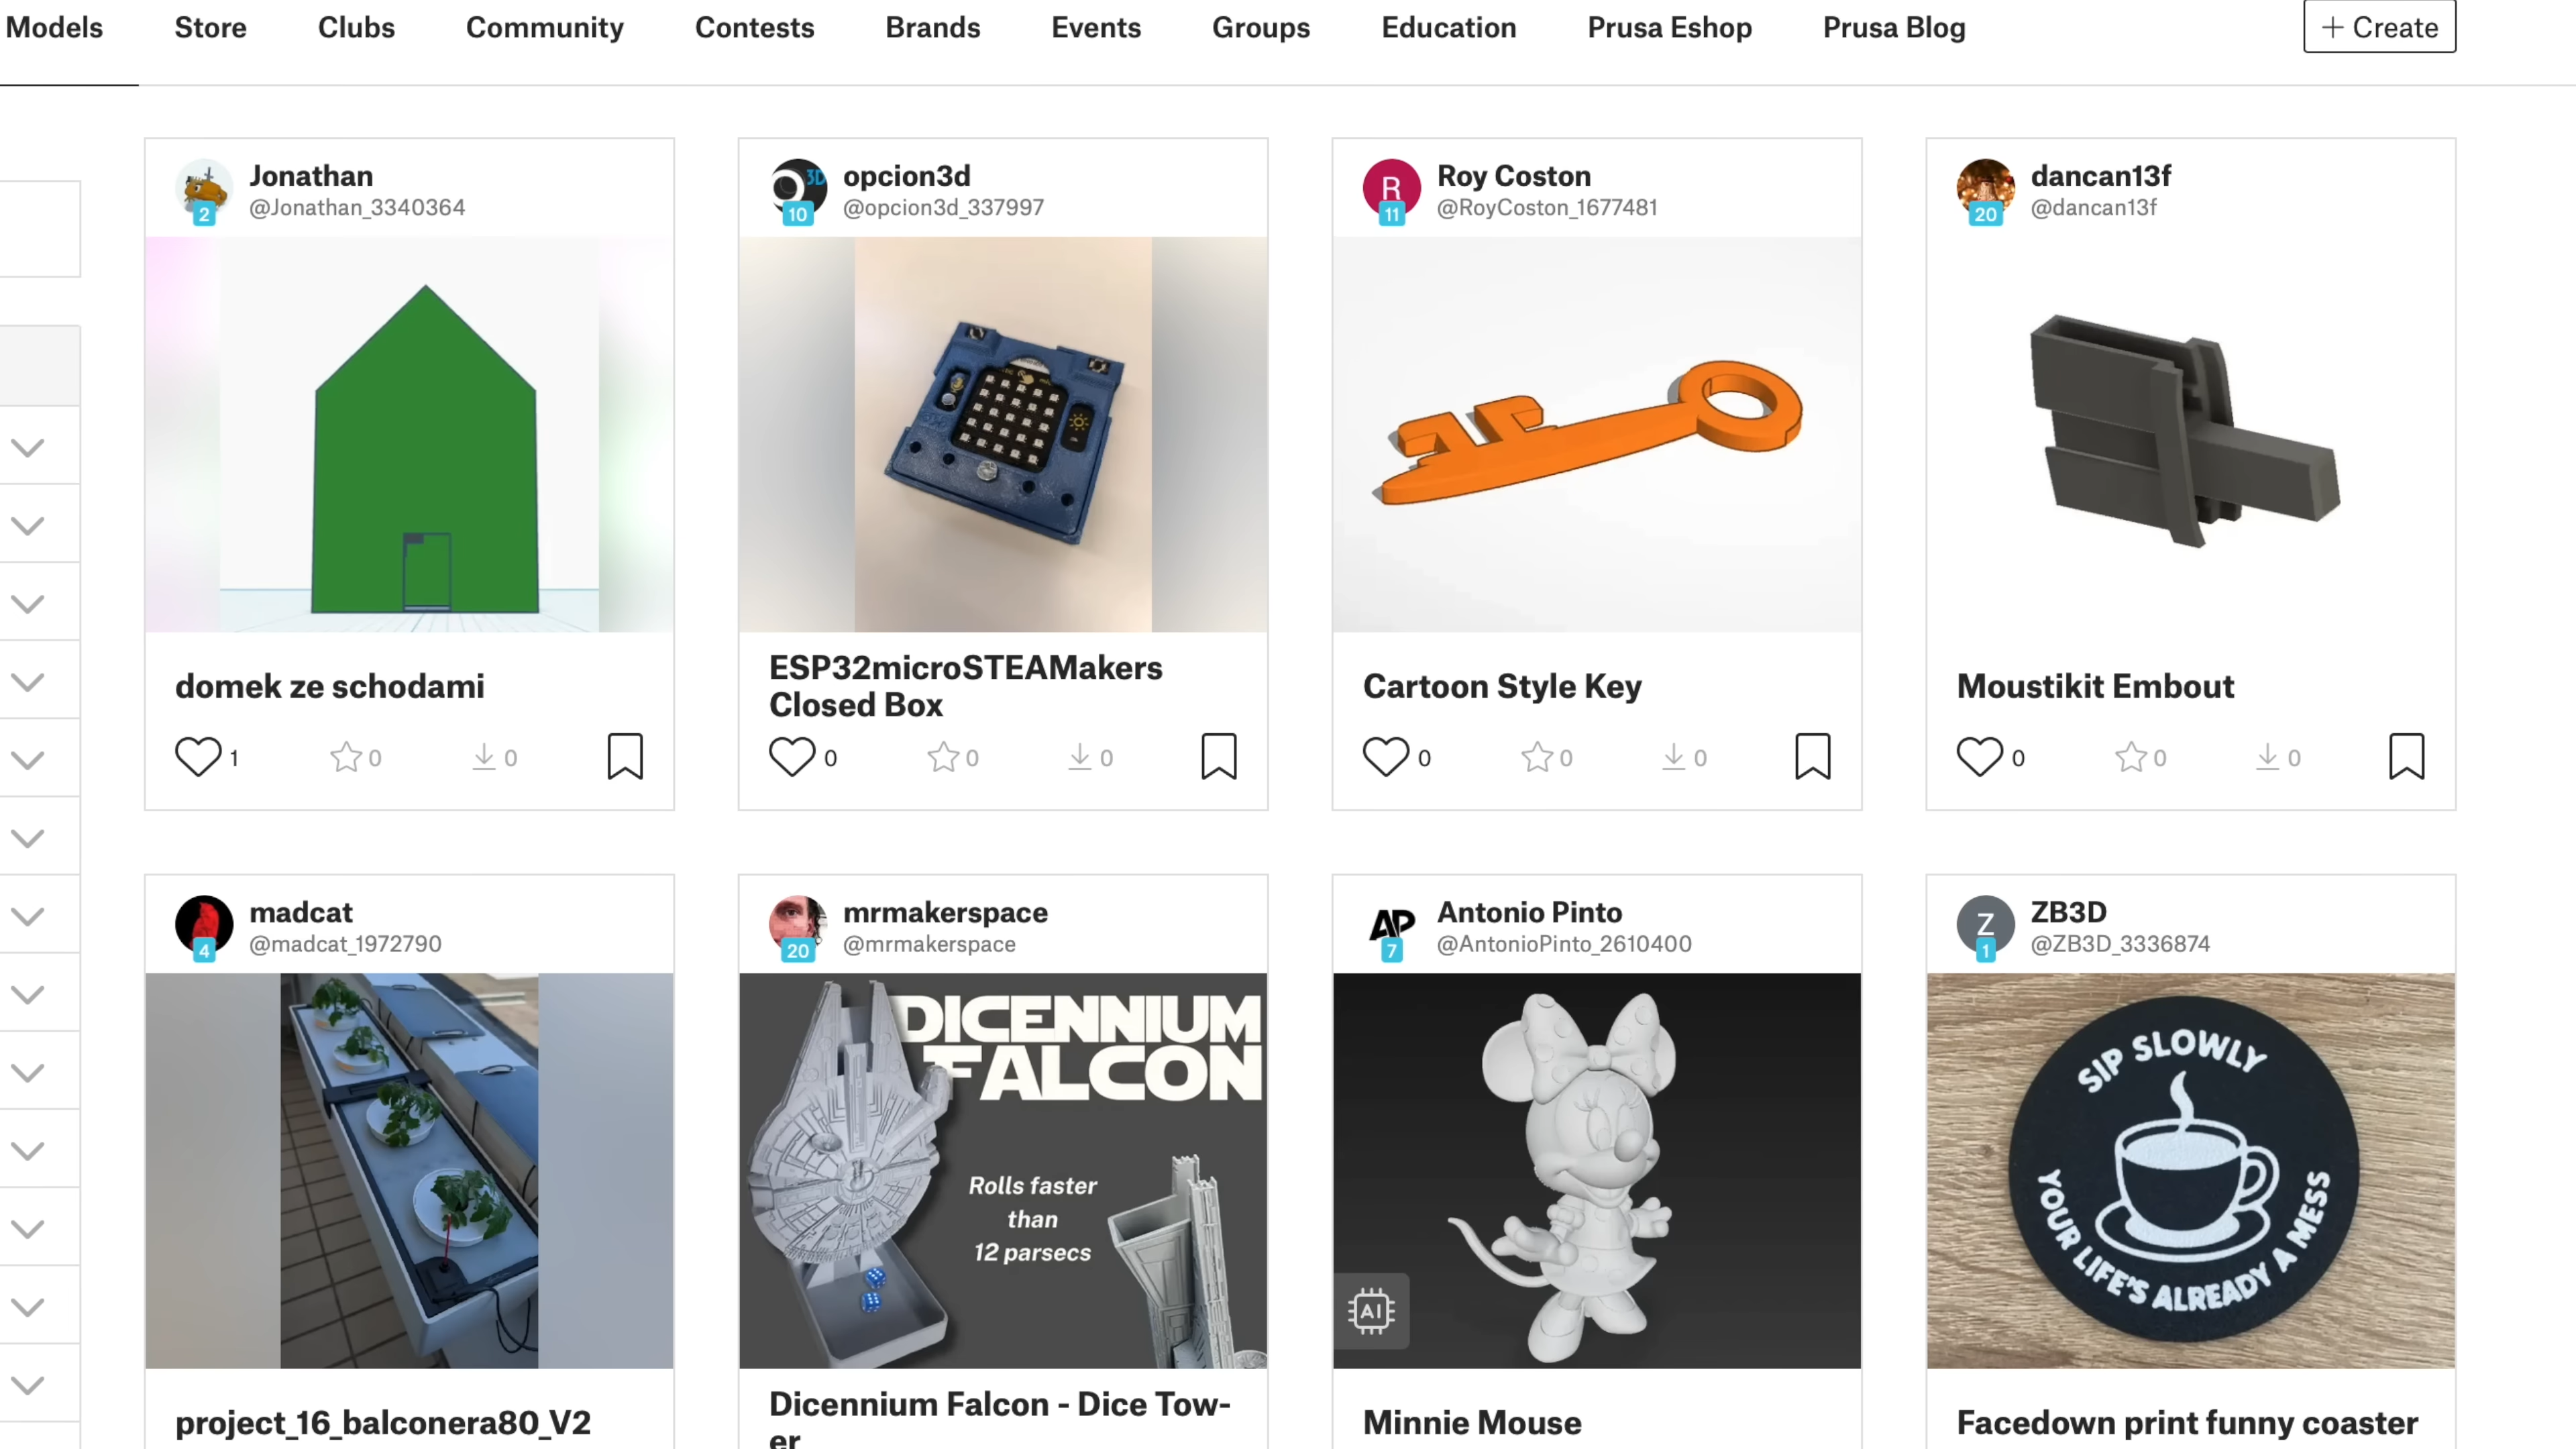 Models Store Clubs Community Contests Brands Events Groups Education Prusa Eshop Prusa Blog + Create
Jonathan
@Jonathan_3340364
2
domek ze schodami
1 0 0
opcion3d
@opcion3d_337997
3D
10
ESP32microSTEAMakers
Closed Box
0 0 0
Roy Coston
@RoyCoston_1677481
R
11
Cartoon Style Key
0 0 0
dancan13f
@dancan13f
20
Moustikit Embout
0 0 0
madcat
@madcat_1972790
4
project_16_balconera80_V2
mrmakerspace
@mrmakerspace
20
DICENNIUM
FALCON
Rolls faster
than
12 parsecs
Dicennium Falcon - Dice Tow-
er
Antonio Pinto
@AntonioPinto_2610400
AP
7
AI
Minnie Mouse
ZB3D
@ZB3D_3336874
Z
1
SIP SLOWLY
YOUR LIFE'S ALREADY A MESS
Facedown print funny coaster